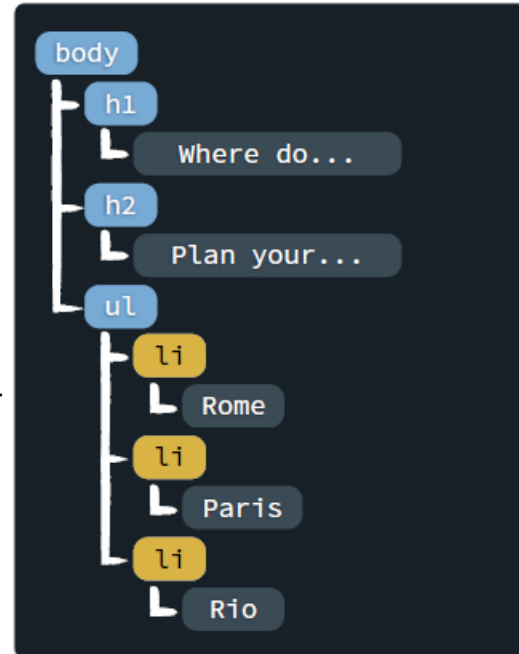 body
h1
Where do...
h2
Plan your...
ul
li
Rome
li
Paris
li
Rio